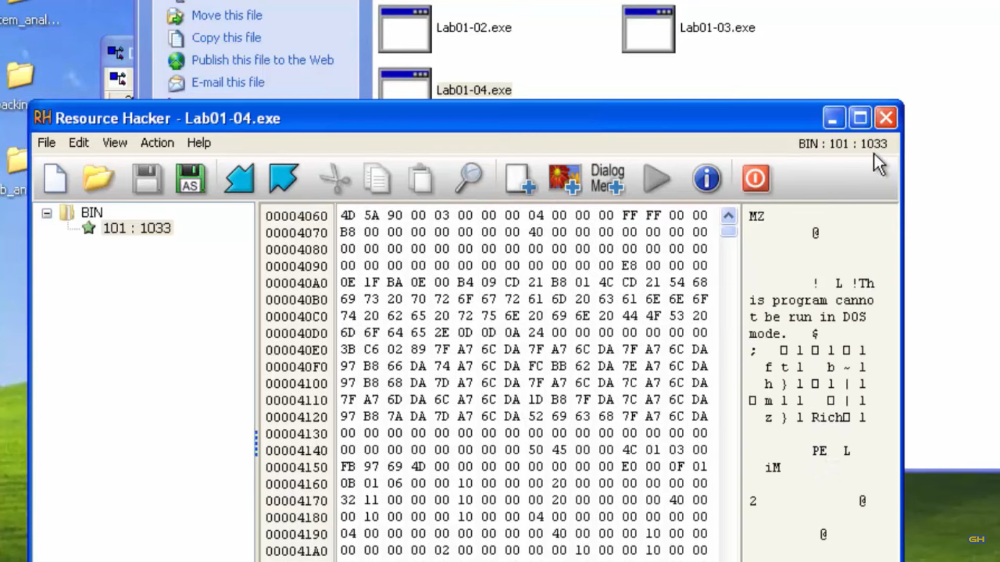 tem_anal...
Move this file
Copy this file
Publish this file to the Web
E-mail this file
Lab01-02.exe
Lab01-03.exe
Lab01-04.exe
RH Resource Hacker - Lab01-04.exe
File Edit View Action Help
BIN : 101 : 1033
AS
Dialog
BIN
101 : 1033
00004060 4D 5A 90 00 03 00 00 00 04 00 00 00 FF FF 00 00 MZ
00004070 B8 00 00 00 00 00 00 00 40 00 00 00 00 00 00 00 @
00004080 00 00 00 00 00 00 00 00 00 00 00 00 00 00 00 00
00004090 00 00 00 00 00 00 00 00 00 00 00 00 E8 00 00 00
000040A0 0E 1F BA 0E 00 B4 09 CD 21 B8 01 4C CD 21 54 68 ! L !Th
000040B0 69 73 20 70 72 6F 67 72 61 6D 20 63 61 6E 6E 6F is program canno
000040C0 74 20 62 65 20 72 75 6E 20 69 6E 20 44 4F 53 20 t be run in DOS
000040D0 6D 6F 64 65 2E 0D 0D 0A 24 00 00 00 00 00 00 00 mode. $
000040E0 3B C6 02 89 7F A7 6C DA 7F A7 6C DA 7F A7 6C DA ; □ l □ l □ l
000040F0 97 B8 66 DA 74 A7 6C DA FC BB 62 DA 7E A7 6C DA f t l b ~ l
00004100 97 B8 68 DA 7D A7 6C DA 7F A7 6C DA 7C A7 6C DA h } l □ l | l
00004110 7F A7 6D DA 6C A7 6C DA 1D B8 7F DA 7C A7 6C DA □ m l l □ | l
00004120 97 B8 7A DA 7D A7 6C DA 52 69 63 68 7F A7 6C DA z } l Rich□ l
00004130 00 00 00 00 00 00 00 00 00 00 00 00 00 00 00 00
00004140 00 00 00 00 00 00 00 00 50 45 00 00 4C 01 03 00 PE L
00004150 FB 97 69 4D 00 00 00 00 00 00 00 00 E0 00 0F 01 iM
00004160 0B 01 06 00 00 10 00 00 00 20 00 00 00 00 00 00
00004170 32 11 00 00 00 10 00 00 00 20 00 00 00 00 40 00 2 @
00004180 00 10 00 00 00 10 00 00 04 00 00 00 00 00 00 00
00004190 04 00 00 00 00 00 00 00 00 40 00 00 00 10 00 00 @
000041A0 00 00 00 00 02 00 00 00 00 00 10 00 00 10 00 00
GH